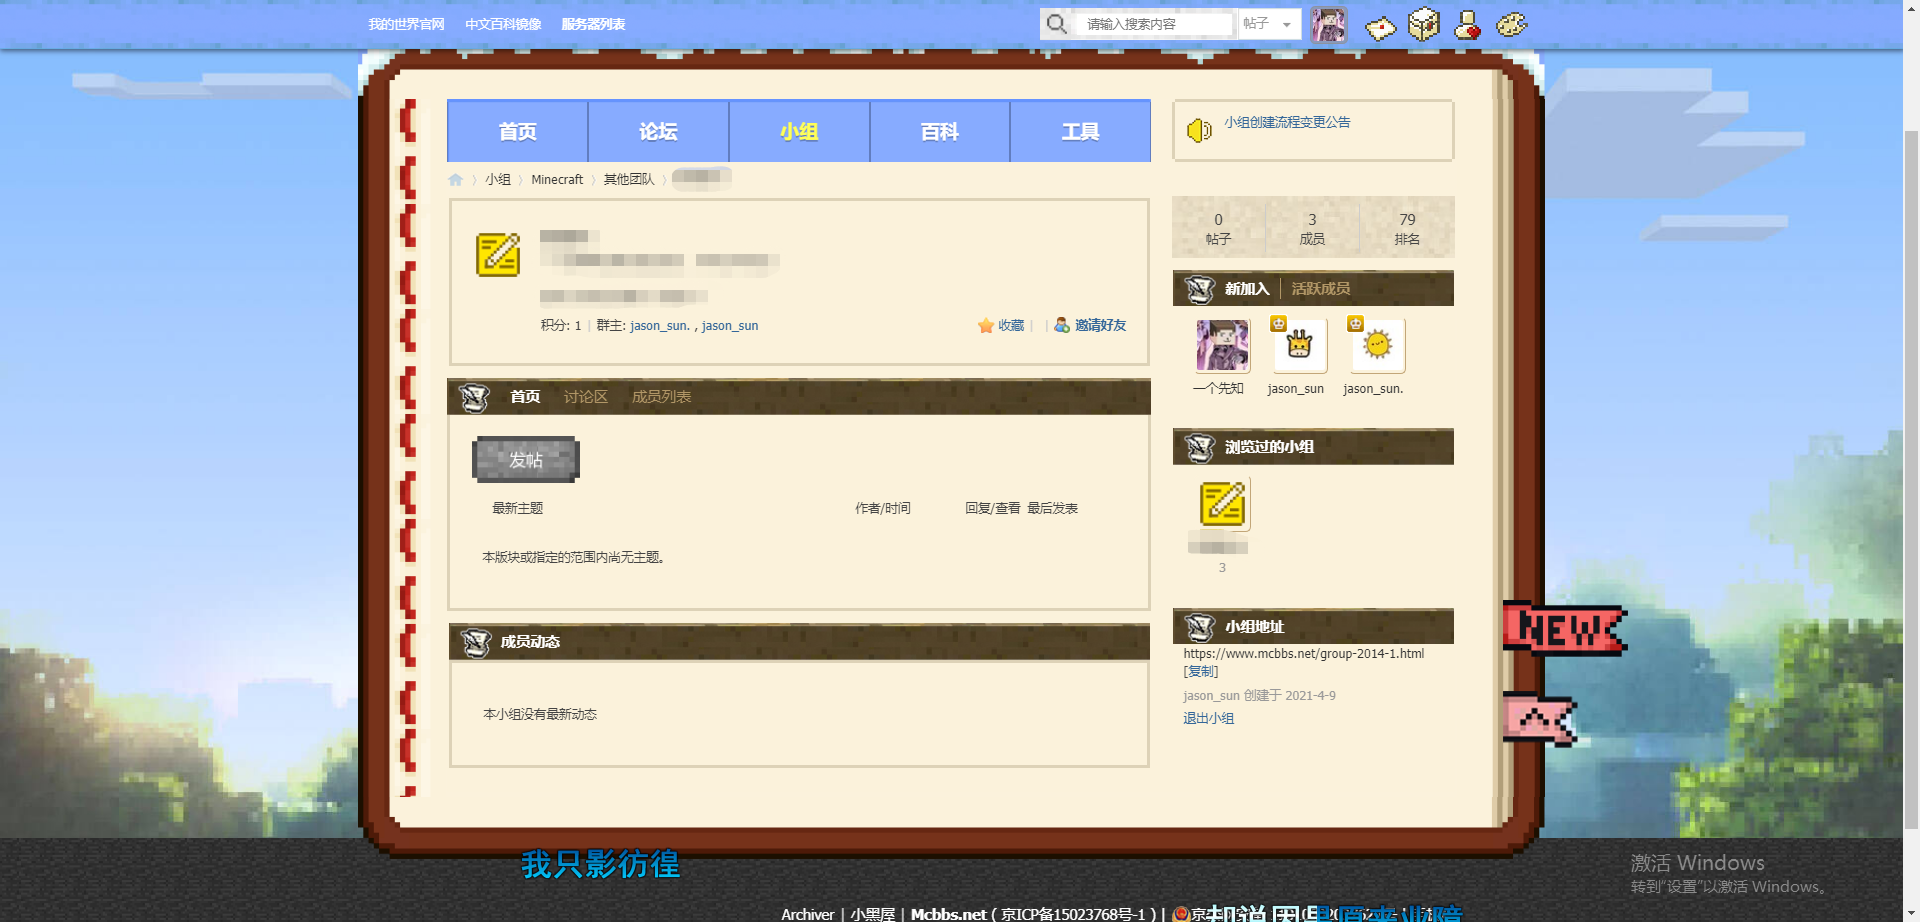 我的世界官网 中文百科镜像 服务器列表
请输入搜索内容 帖子
首页 论坛 小组 百科 工具
小组创建流程变更公告
小组 › Minecraft › 其他团队 ›
0 3 79
帖子 成员 排名
积分: 1 | 群主: jason_sun. , jason_sun
收藏 | | 邀请好友
新加入 活跃成员
一个先知 jason_sun jason_sun.
首页 讨论区 成员列表
发帖
最新主题 作者/时间 回复/查看 最后发表
本版块或指定的范围内尚无主题。
浏览过的小组
3
成员动态
本小组没有最新动态
小组地址
https://www.mcbbs.net/group-2014-1.html
[复制]
jason_sun 创建于 2021-4-9
退出小组
NEW
我只影彷徨
激活 Windows
转到"设置"以激活 Windows。
Archiver | 小黑屋 | Mcbbs.net ( 京ICP备15023768号-1 ) |